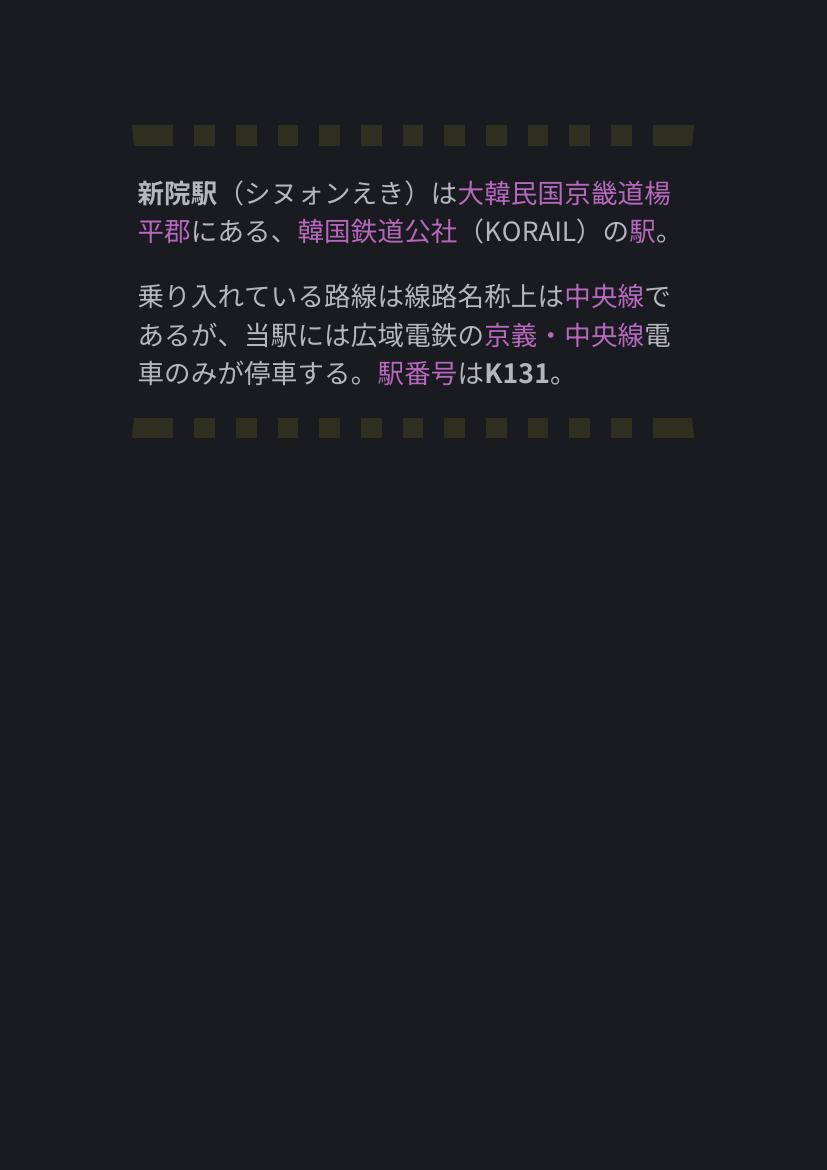 新院駅（シヌォンえき）は大韓民国京畿道楊
平郡にある、韓国鉄道公社（KORAIL）の駅。
乗り入れている路線は線路名称上は中央線で
あるが、当駅には広域電鉄の京義・中央線電
車のみが停車する。駅番号はK131。